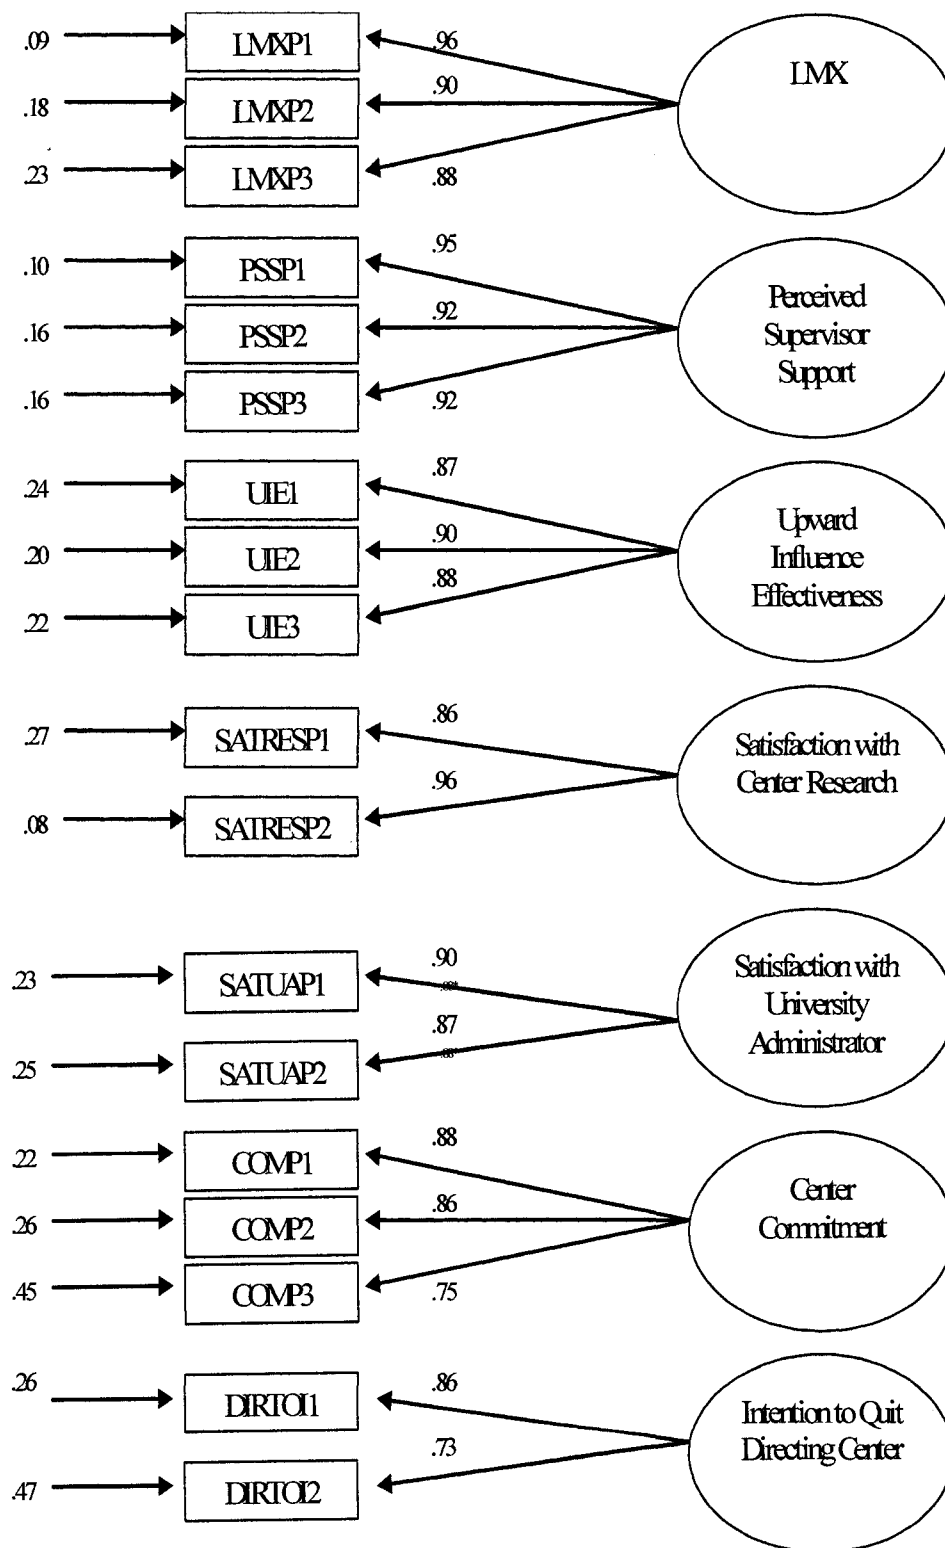 .09
LMXP1
.96
LMX
.18
LMXP2
.90
.23
LMXP3
.88
.10
PSSP1
.95
Perceived
Supervisor
Support
.16
PSSP2
.92
.16
PSSP3
.92
.24
UIE1
.87
Upward
Influence
Effectiveness
.20
UIE2
.90
.22
UIE3
.88
.27
SATRESP1
.86
Satisfaction with
Center Research
.08
SATRESP2
.96
.23
SATUAP1
.90
Satisfaction with
University
Administrator
.25
SATUAP2
.87
.22
COMP1
.88
Center
Commitment
.26
COMP2
.86
.45
COMP3
.75
.26
DIRTOI1
.86
Intention to Quit
Directing Center
.47
DIRTOI2
.73